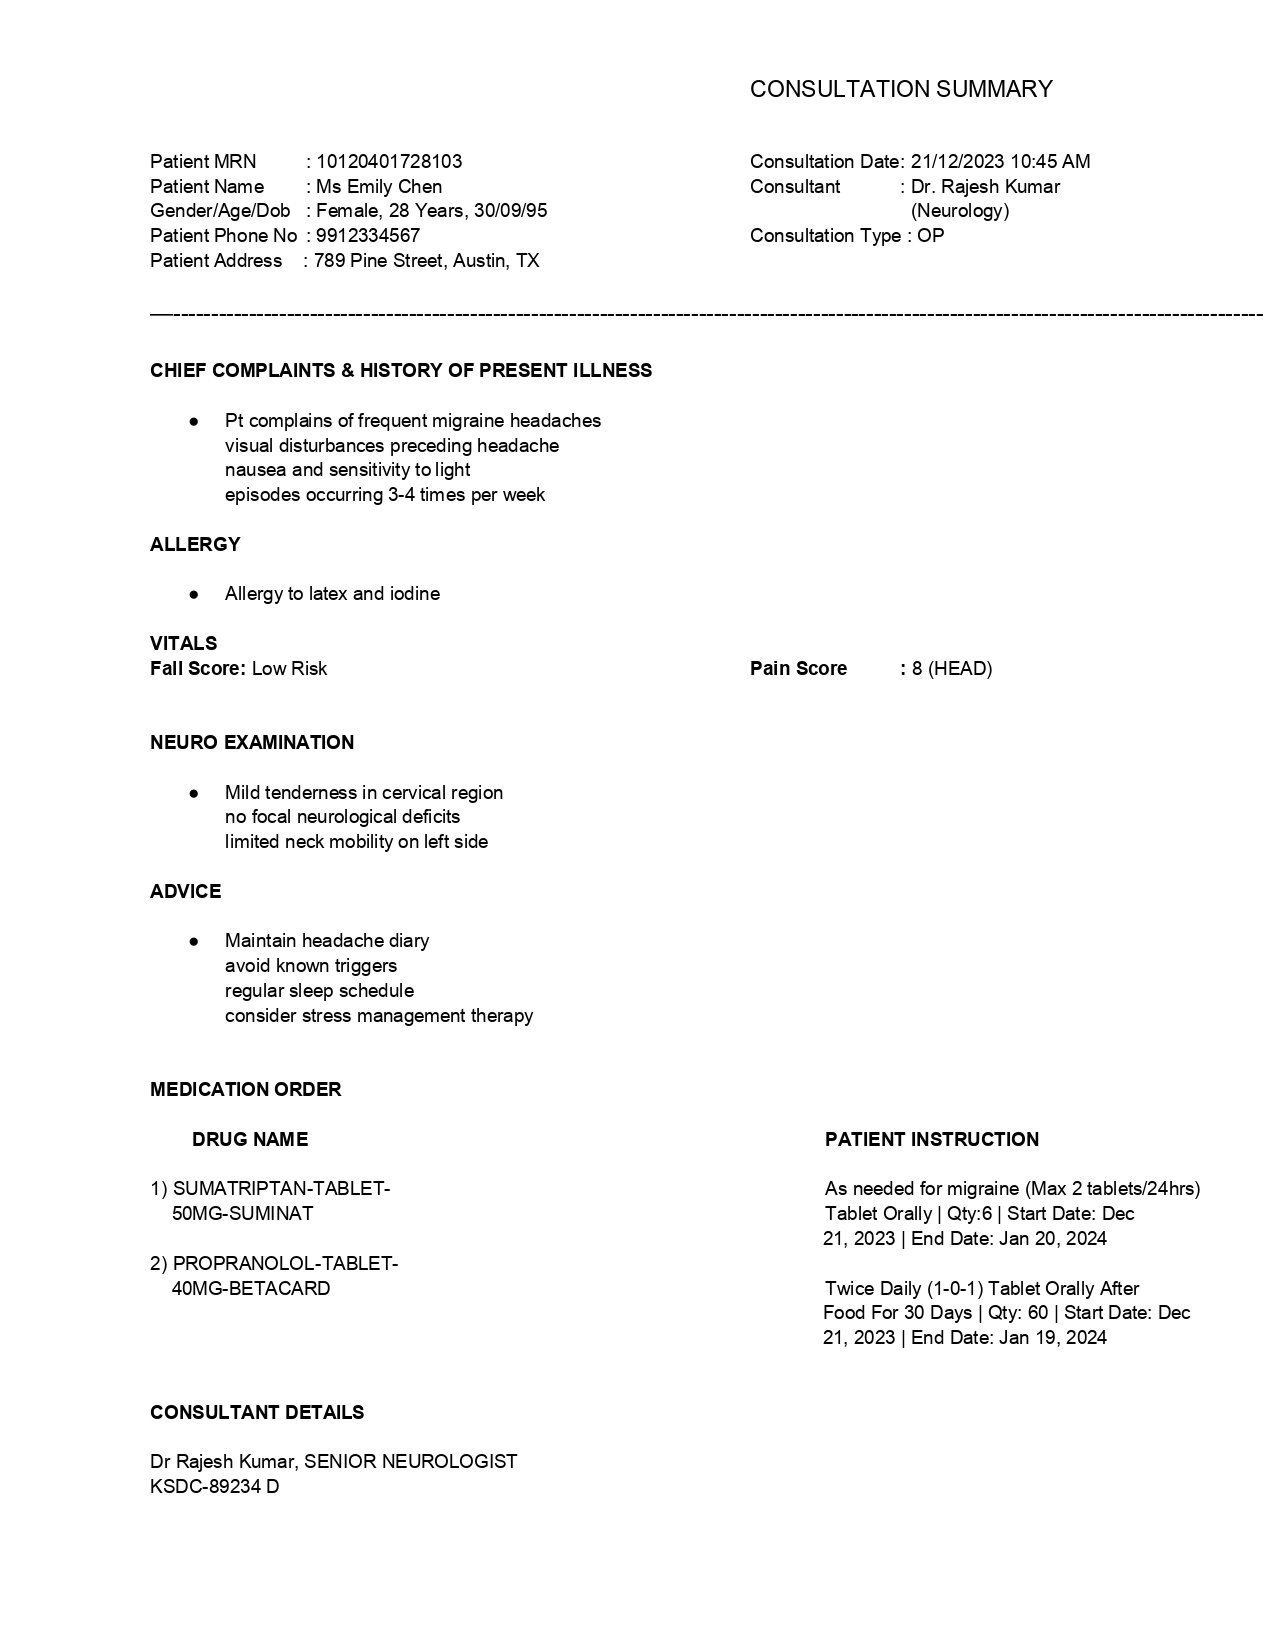 CONSULTATION SUMMARY
Patient MRN : 10120401728103
Patient Name : Ms Emily Chen
Gender/Age/Dob : Female, 28 Years, 30/09/95
Patient Phone No : 9912334567
Patient Address : 789 Pine Street, Austin, TX
Consultation Date: 21/12/2023 10:45 AM
Consultant : Dr. Rajesh Kumar
(Neurology)
Consultation Type : OP
CHIEF COMPLAINTS & HISTORY OF PRESENT ILLNESS
● Pt complains of frequent migraine headaches
visual disturbances preceding headache
nausea and sensitivity to light
episodes occurring 3-4 times per week
ALLERGY
● Allergy to latex and iodine
VITALS
Fall Score: Low Risk
Pain Score : 8 (HEAD)
NEURO EXAMINATION
● Mild tenderness in cervical region
no focal neurological deficits
limited neck mobility on left side
ADVICE
● Maintain headache diary
avoid known triggers
regular sleep schedule
consider stress management therapy
MEDICATION ORDER
DRUG NAME
PATIENT INSTRUCTION
1) SUMATRIPTAN-TABLET-
50MG-SUMINAT
As needed for migraine (Max 2 tablets/24hrs)
Tablet Orally | Qty:6 | Start Date: Dec
21, 2023 | End Date: Jan 20, 2024
2) PROPRANOLOL-TABLET-
40MG-BETACARD
Twice Daily (1-0-1) Tablet Orally After
Food For 30 Days | Qty: 60 | Start Date: Dec
21, 2023 | End Date: Jan 19, 2024
CONSULTANT DETAILS
Dr Rajesh Kumar, SENIOR NEUROLOGIST
KSDC-89234 D